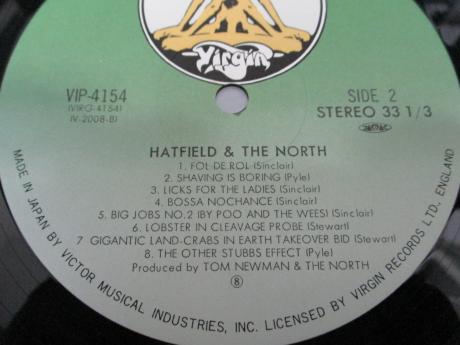 Virgin
VIP-4154
(VIRG-4154)
(V-2008-B)
SIDE 2
STEREO 33 1/3
HATFIELD & THE NORTH
1. FOL DE ROL (Sinclair)
2. SHAVING IS BORING (Pyle)
3. LICKS FOR THE LADIES (Sinclair)
4. BOSSA NOCHANCE (Sinclair)
5. BIG JOBS NO.2 (BY POO AND THE WEES) (Sinclair)
6. LOBSTER IN CLEAVAGE PROBE (Stewart)
7 GIGANTIC LAND-CRABS IN EARTH TAKEOVER BID (Stewart)
8. THE OTHER STUBBS EFFECT (Pyle)
Produced by TOM NEWMAN & THE NORTH
Ⓢ
MADE IN JAPAN BY VICTOR MUSICAL INDUSTRIES, INC. LICENSED BY VIRGIN RECORDS LTD. ENGLAND